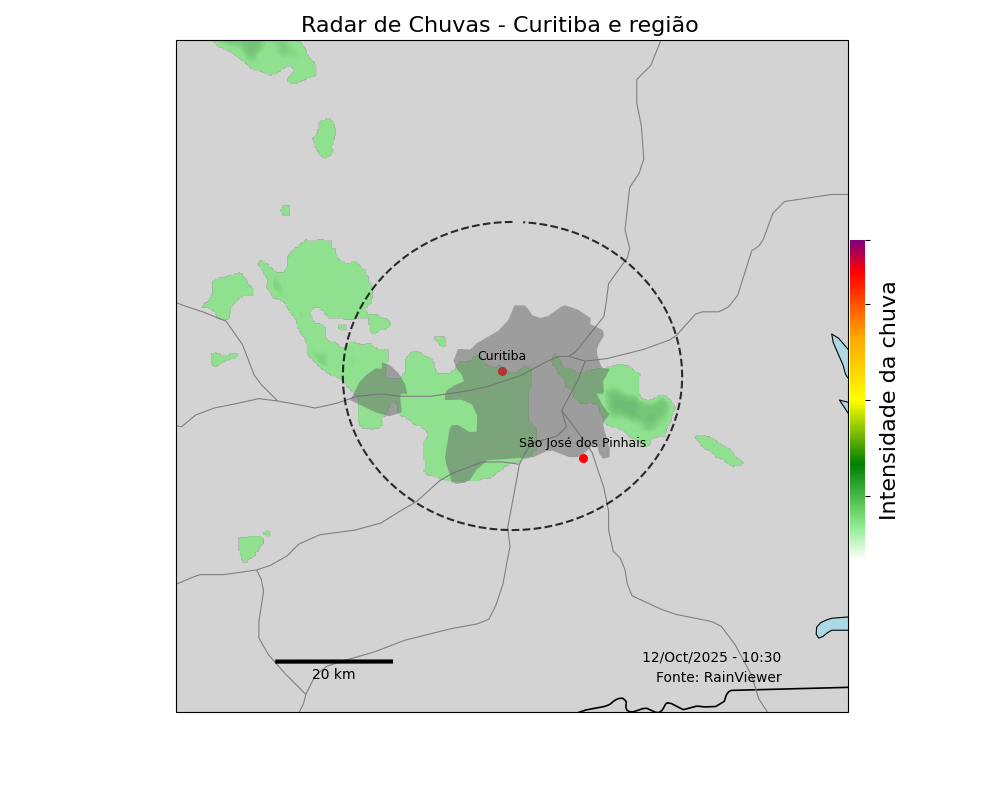 Radar de Chuvas - Curitiba e região
Curitiba
São José dos Pinhais
Intensidade da chuva
20 km
12/Oct/2025 - 10:30
Fonte: RainViewer